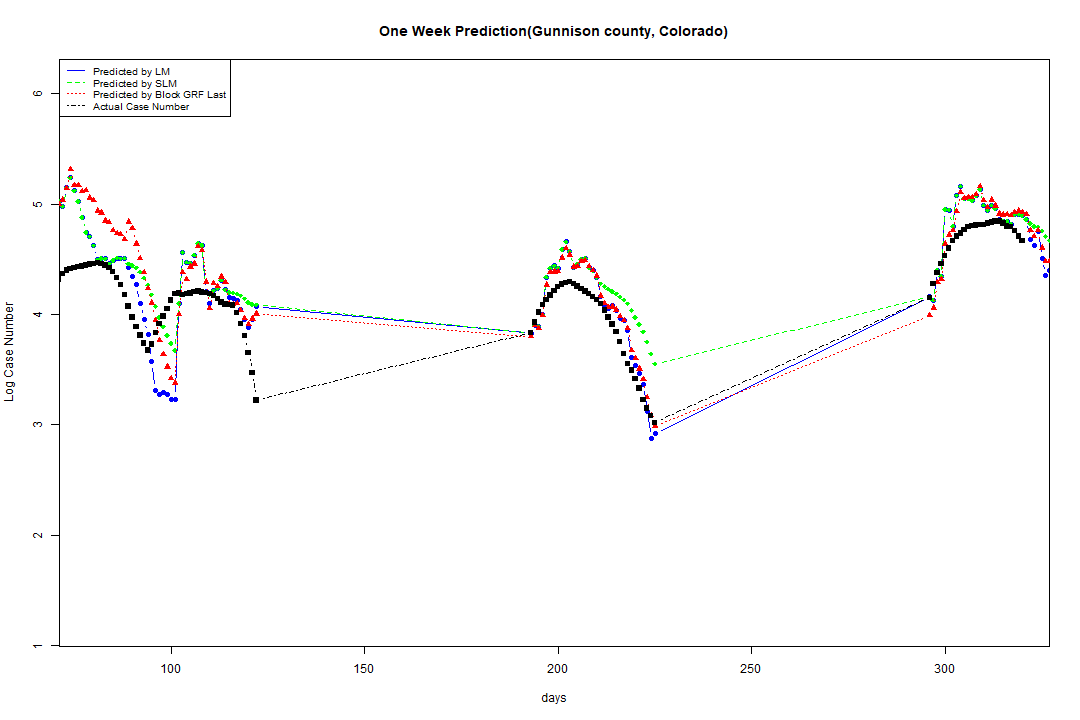 One Week Prediction(Gunnison county, Colorado)
Predicted by LM
Predicted by SLM
Predicted by Block GRF Last
Actual Case Number
6
5
4
3
2
1
Log Case Number
100 150 200 250 300
days